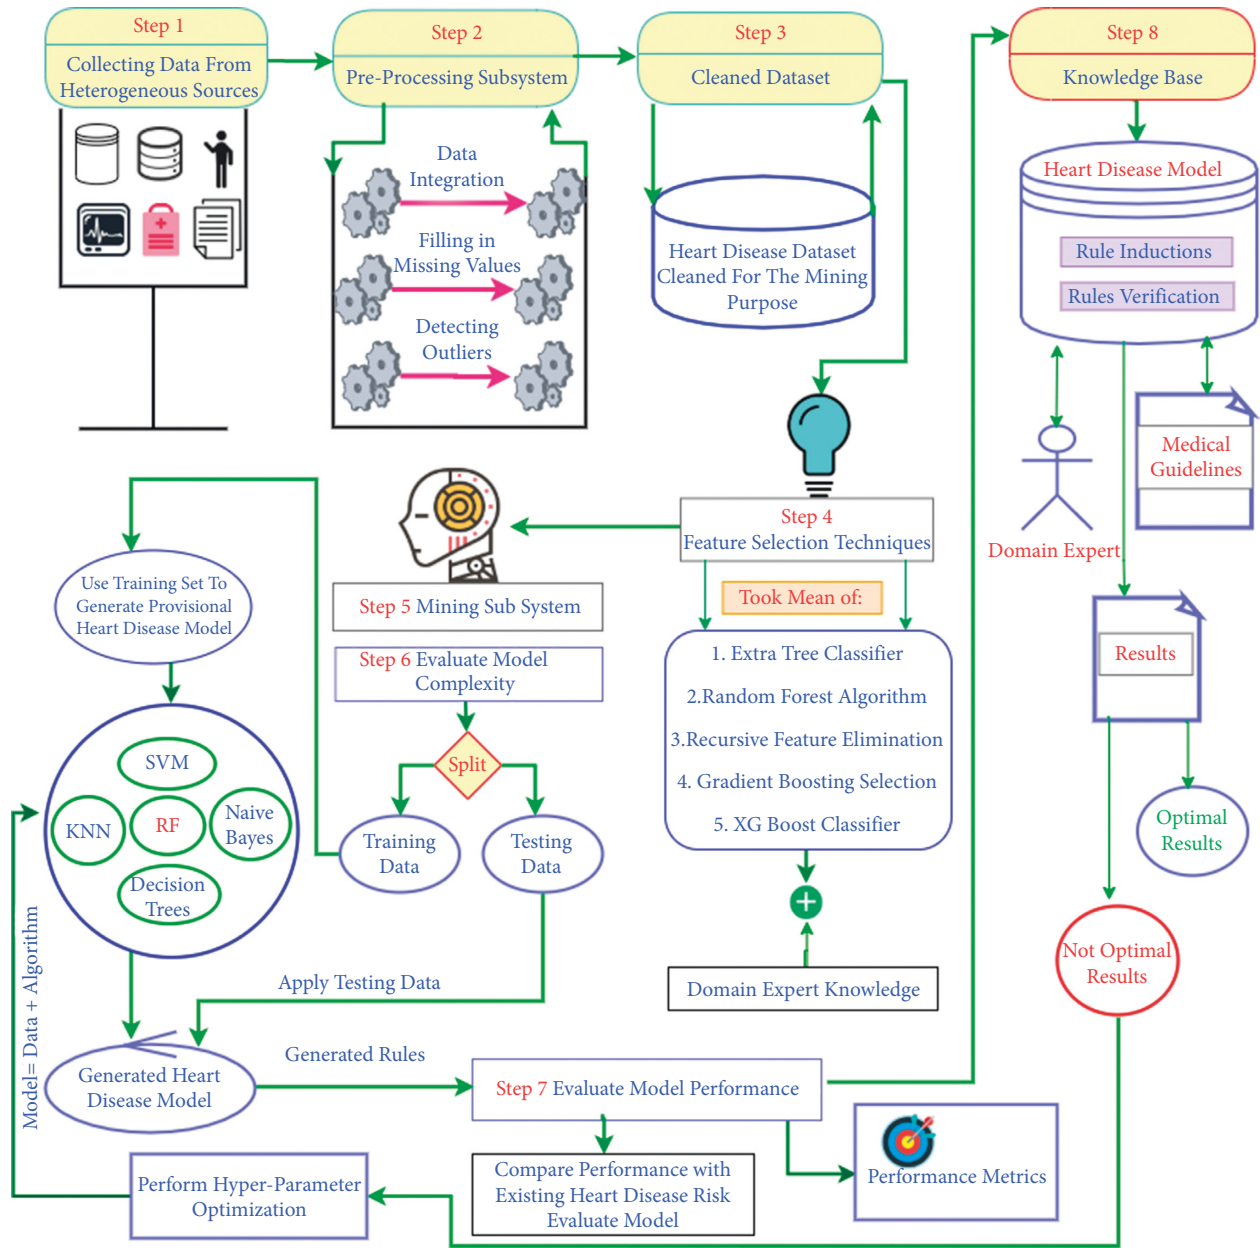 Step 1
Collecting Data From
Heterogeneous Sources
Step 2
Pre-Processing Subsystem
Data
Integration
Filling in
Missing Values
Detecting
Outliers
Step 3
Cleaned Dataset
Heart Disease Dataset
Cleaned For The Mining
Purpose
Step 4
Feature Selection Techniques
Took Mean of:
1. Extra Tree Classifier
2.Random Forest Algorithm
3.Recursive Feature Elimination
4. Gradient Boosting Selection
5. XG Boost Classifier
Domain Expert Knowledge
Step 5 Mining Sub System
Step 6 Evaluate Model
Complexity
Split
Training
Data
Testing
Data
Use Training Set To
Generate Provisional
Heart Disease Model
SVM
KNN
RF
Naive
Bayes
Decision
Trees
Model= Data + Algorithm
Apply Testing Data
Generated Heart
Disease Model
Generated Rules
Step 7 Evaluate Model Performance
Compare Performance with
Existing Heart Disease Risk
Evaluate Model
Performance Metrics
Perform Hyper-Parameter
Optimization
Step 8
Knowledge Base
Heart Disease Model
Rule Inductions
Rules Verification
Domain Expert
Medical
Guidelines
Results
Optimal
Results
Not Optimal
Results